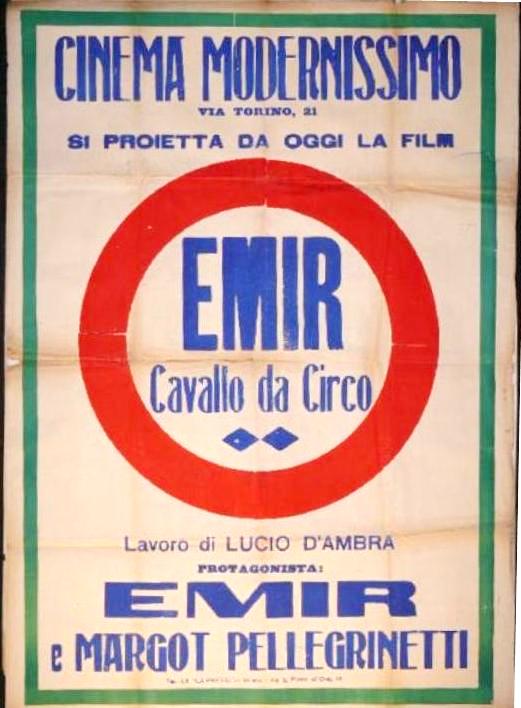 CINEMA MODERNISSIMO
VIA TORINO, 21
SI PROIETTA DA OGGI LA FILM
EMIR
Cavallo da Circo
Lavoro di LUCIO D'AMBRA
PROTAGONISTA:
EMIR
e MARGOT PELLEGRINETTI